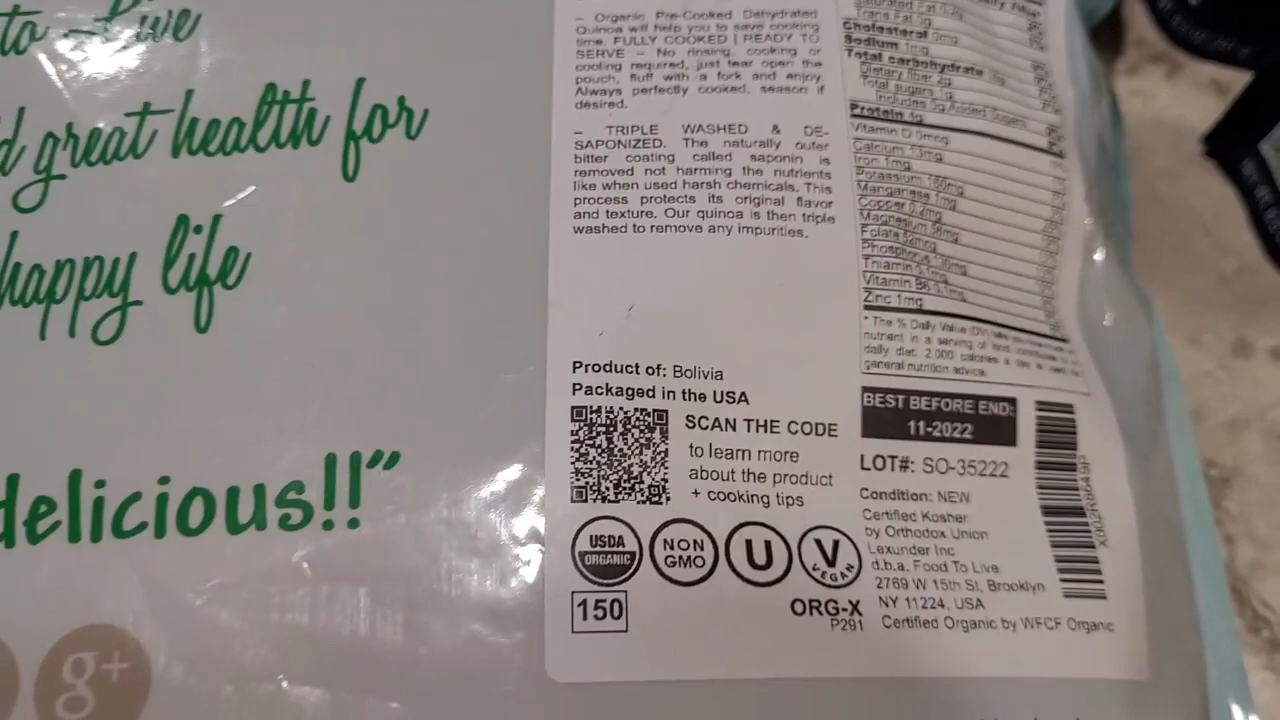 to Live
d great health for
happy life
delicious!!”
g+
– Organic Pre-Cooked Dehydrated
Quinoa will help you to save cooking
time. FULLY COOKED | READY TO
SERVE – No rinsing, cooking or
cooling required, just tear open the
pouch, fluff with a fork and enjoy.
Always perfectly cooked, season if
desired.
– TRIPLE WASHED & DE-
SAPONIZED. The naturally outer
bitter coating called saponin is
removed not harming the nutrients
like when used harsh chemicals. This
process protects its original flavor
and texture. Our quinoa is then triple
washed to remove any impurities.
Product of: Bolivia
Packaged in the USA
SCAN THE CODE
to learn more
about the product
+ cooking tips
USDA
ORGANIC
NON
GMO
U
V
VEGAN
150
ORG-X
P291
Trans Fat 0g
Cholesterol 0mg
Sodium 1mg
Total carbohydrate
Dietary fiber 2g
Total sugars 1g
Includes 0g Added Sugars
Protein 4g
Vitamin D 0mcg
Calcium 13mg
Iron 1mg
Potassium 160mg
Manganese 1mg
Copper 0.2mg
Magnesium 56mg
Folate 52mcg
Phosphorus 130mg
Thiamin 0.1mg
Vitamin B6 0.1mg
Zinc 1mg
* The % Daily Value (DV)
nutrient in a serving of food
daily diet. 2,000 calories a day is
general nutrition advice.
BEST BEFORE END:
11-2022
LOT#: SO-35222
Condition: NEW
Certified Kosher
by Orthodox Union
Lexunder Inc
d.b.a. Food To Live
2769 W 15th St, Brooklyn
NY 11224, USA
Certified Organic by WFCF Organic